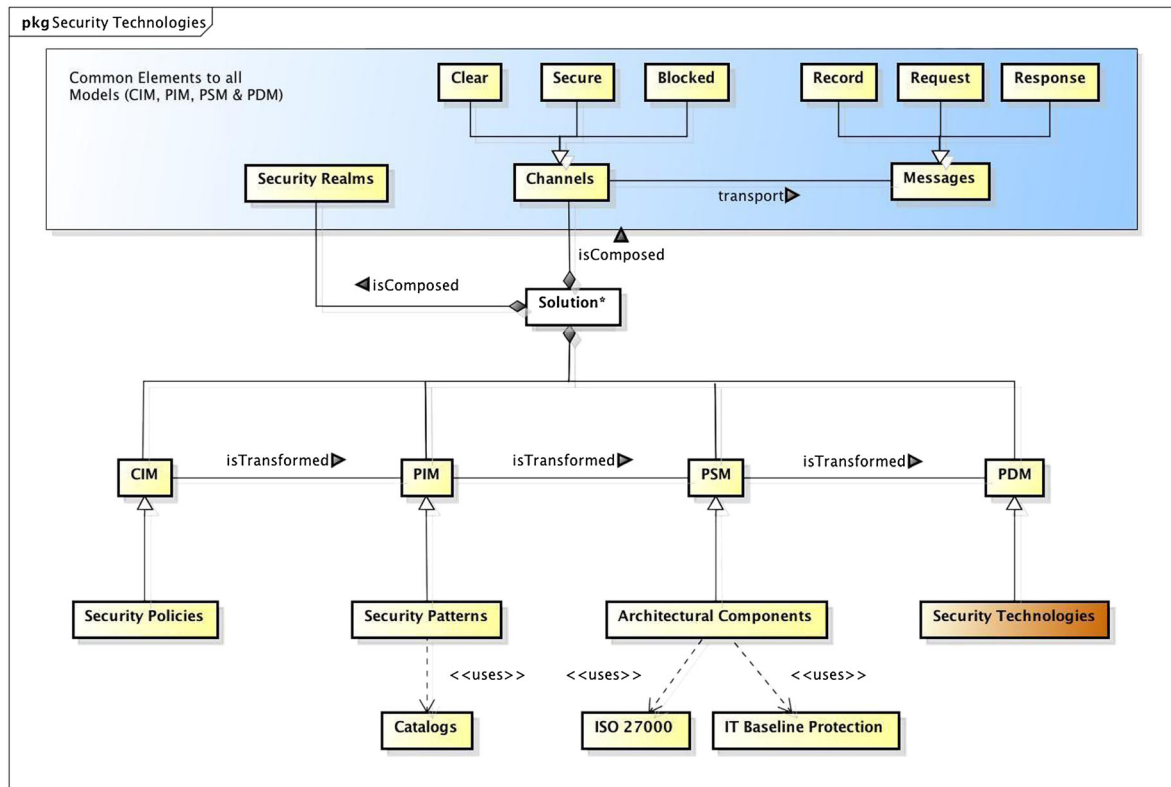 pkg Security Technologies
Common Elements to all
Models (CIM, PIM, PSM & PDM)
Clear
Secure
Blocked
Record
Request
Response
Security Realms
Channels
transport
Messages
isComposed
isComposed
Solution*
CIM
isTransformed
PIM
isTransformed
PSM
isTransformed
PDM
Security Policies
Security Patterns
Architectural Components
Security Technologies
<<uses>>
<<uses>>
<<uses>>
Catalogs
ISO 27000
IT Baseline Protection